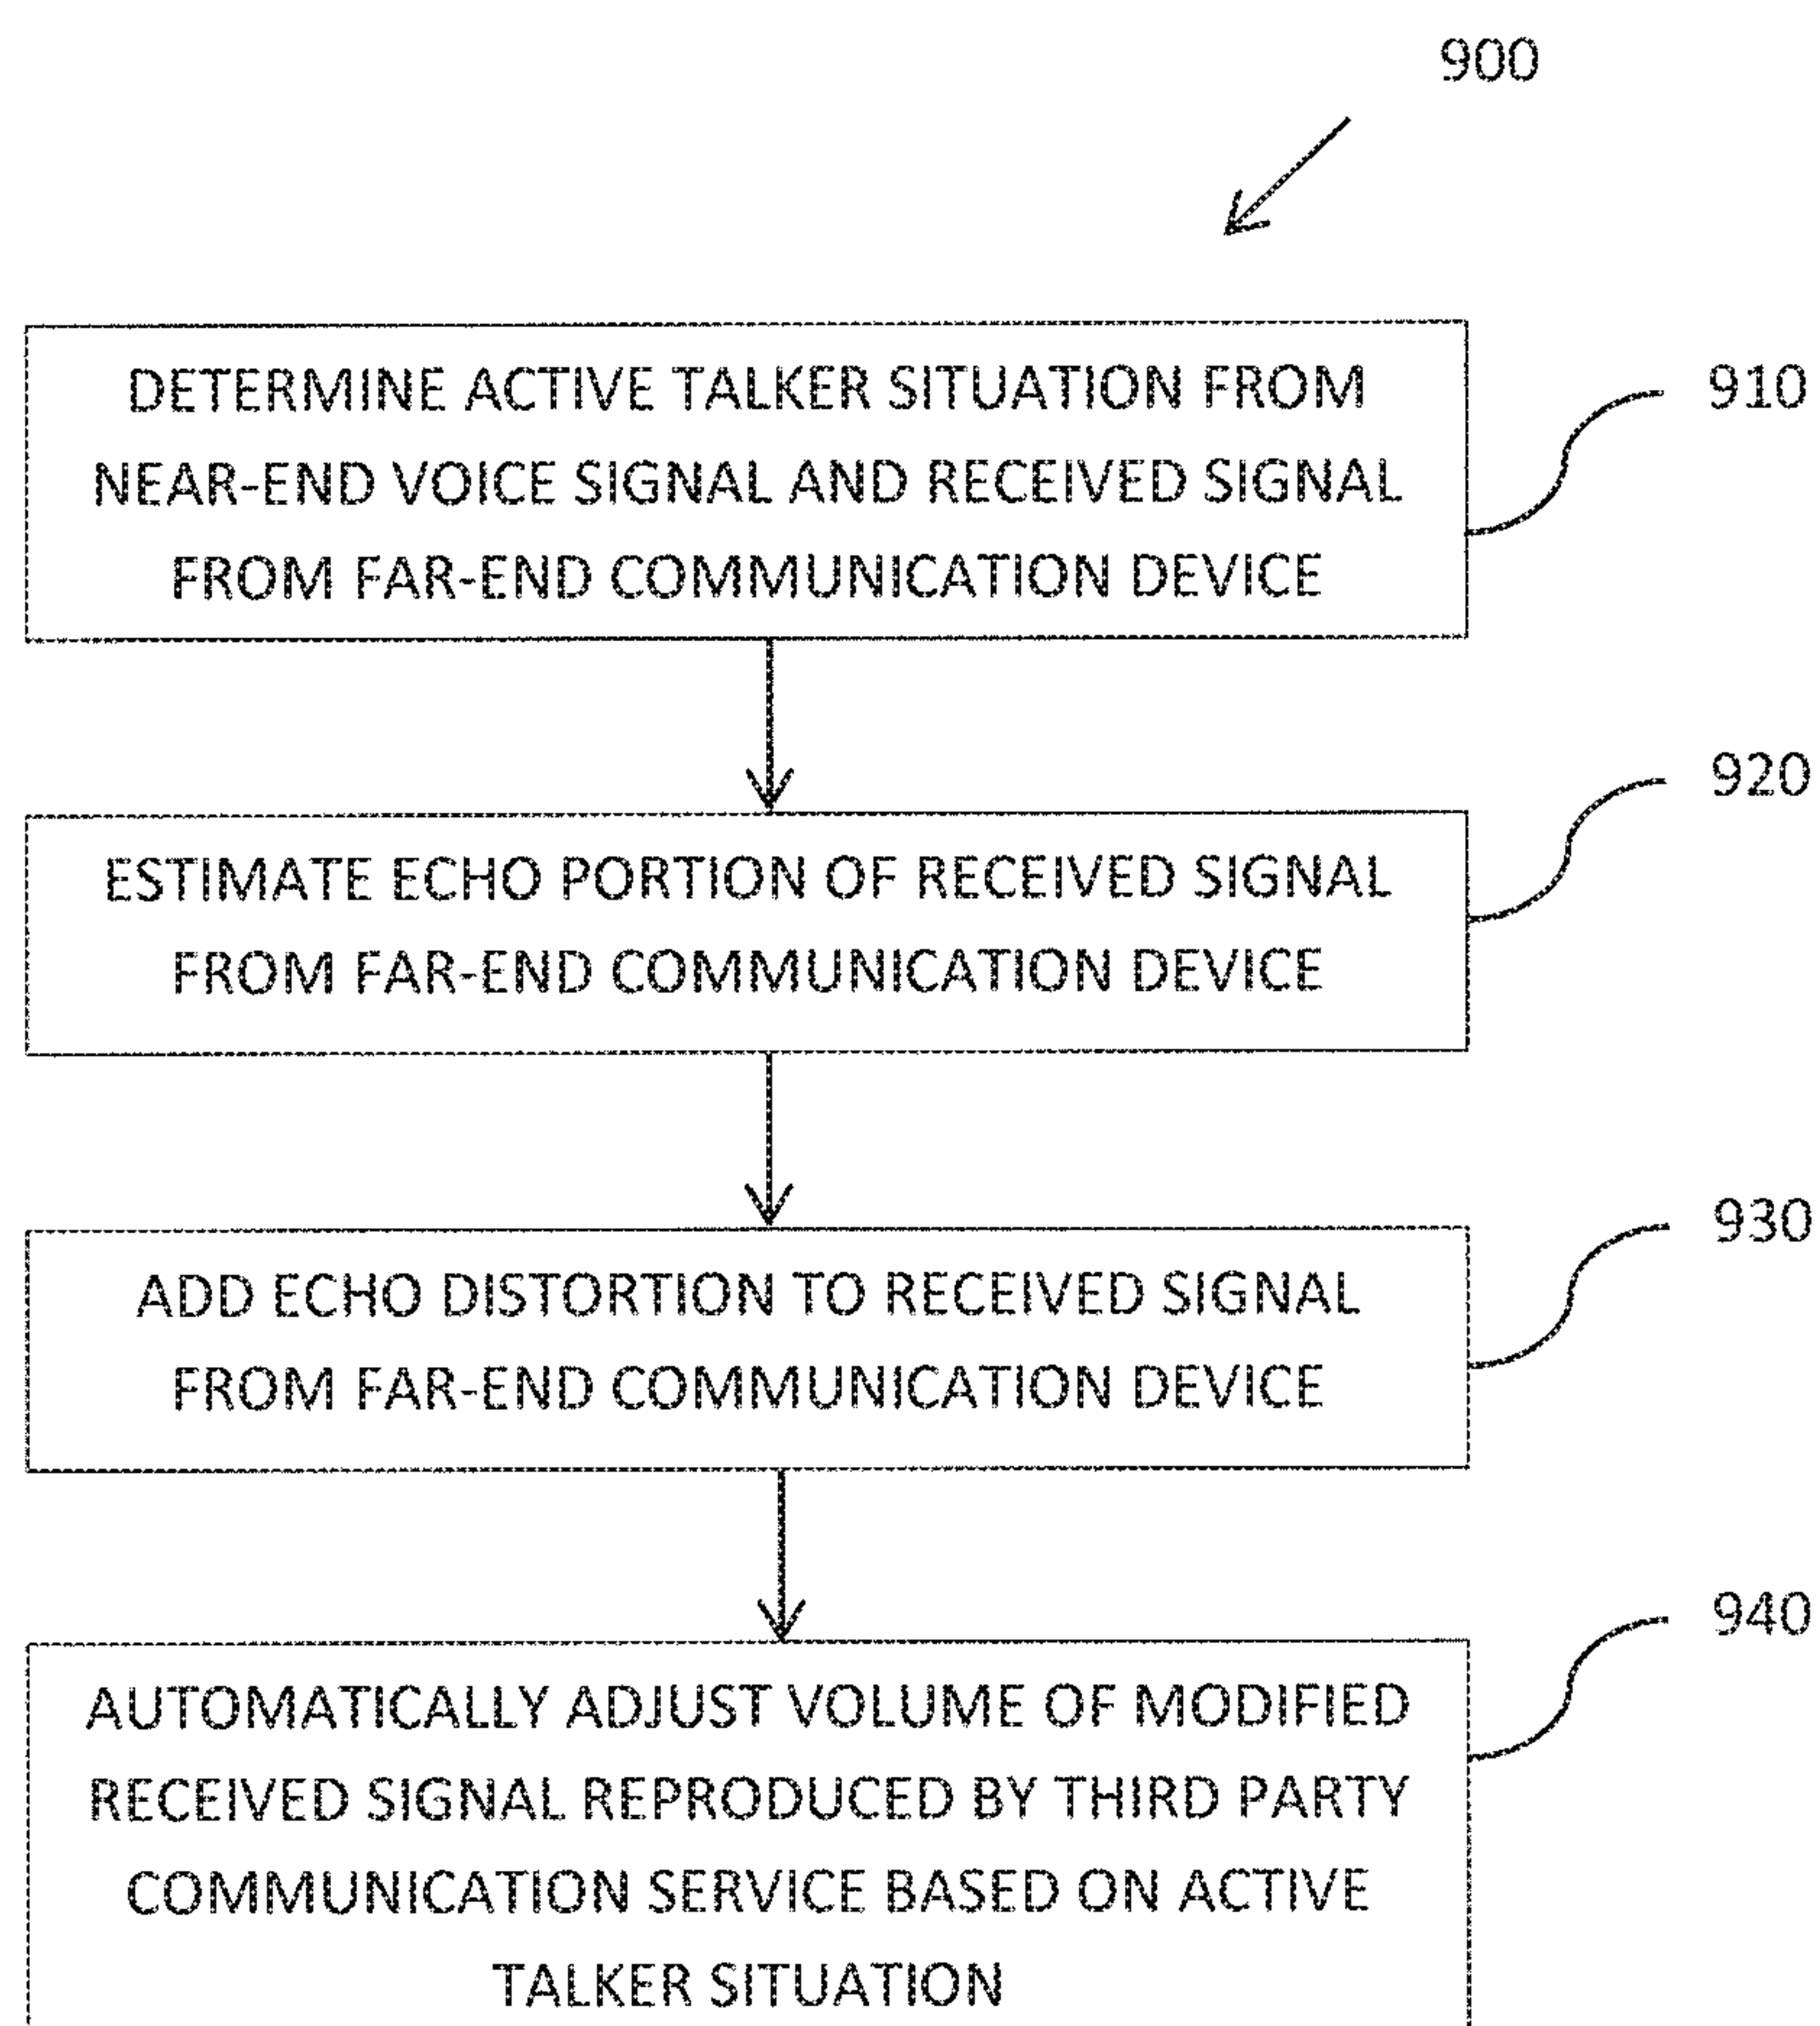 900
DETERMINE ACTIVE TALKER SITUATION FROM
NEAR-END VOICE SIGNAL AND RECEIVED SIGNAL
FROM FAR-END COMMUNICATION DEVICE
910
ESTIMATE ECHO PORTION OF RECEIVED SIGNAL
FROM FAR-END COMMUNICATION DEVICE
920
ADD ECHO DISTORTION TO RECEIVED SIGNAL
FROM FAR-END COMMUNICATION DEVICE
930
AUTOMATICALLY ADJUST VOLUME OF MODIFIED
RECEIVED SIGNAL REPRODUCED BY THIRD PARTY
COMMUNICATION SERVICE BASED ON ACTIVE
TALKER SITUATION
940